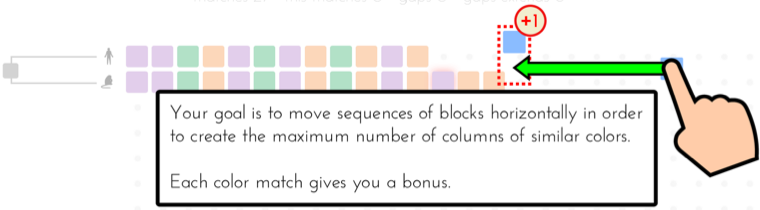 +1
Your goal is to move sequences of blocks horizontally in order
to create the maximum number of columns of similar colors.
Each color match gives you a bonus.